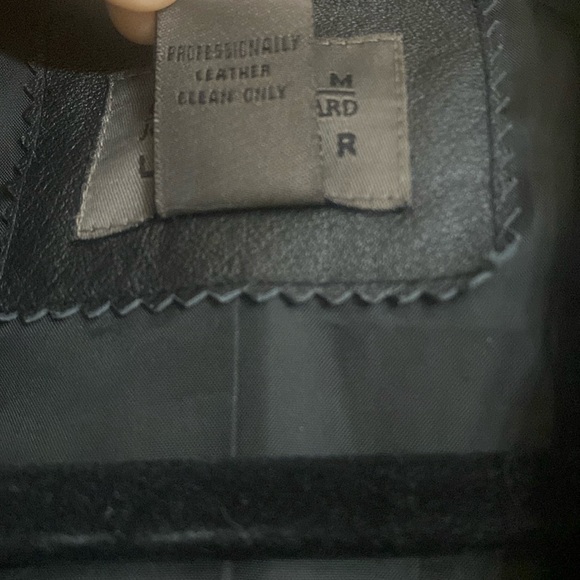 PROFESSIONALLY
LEATHER
CLEAN ONLY
M
ARD
R